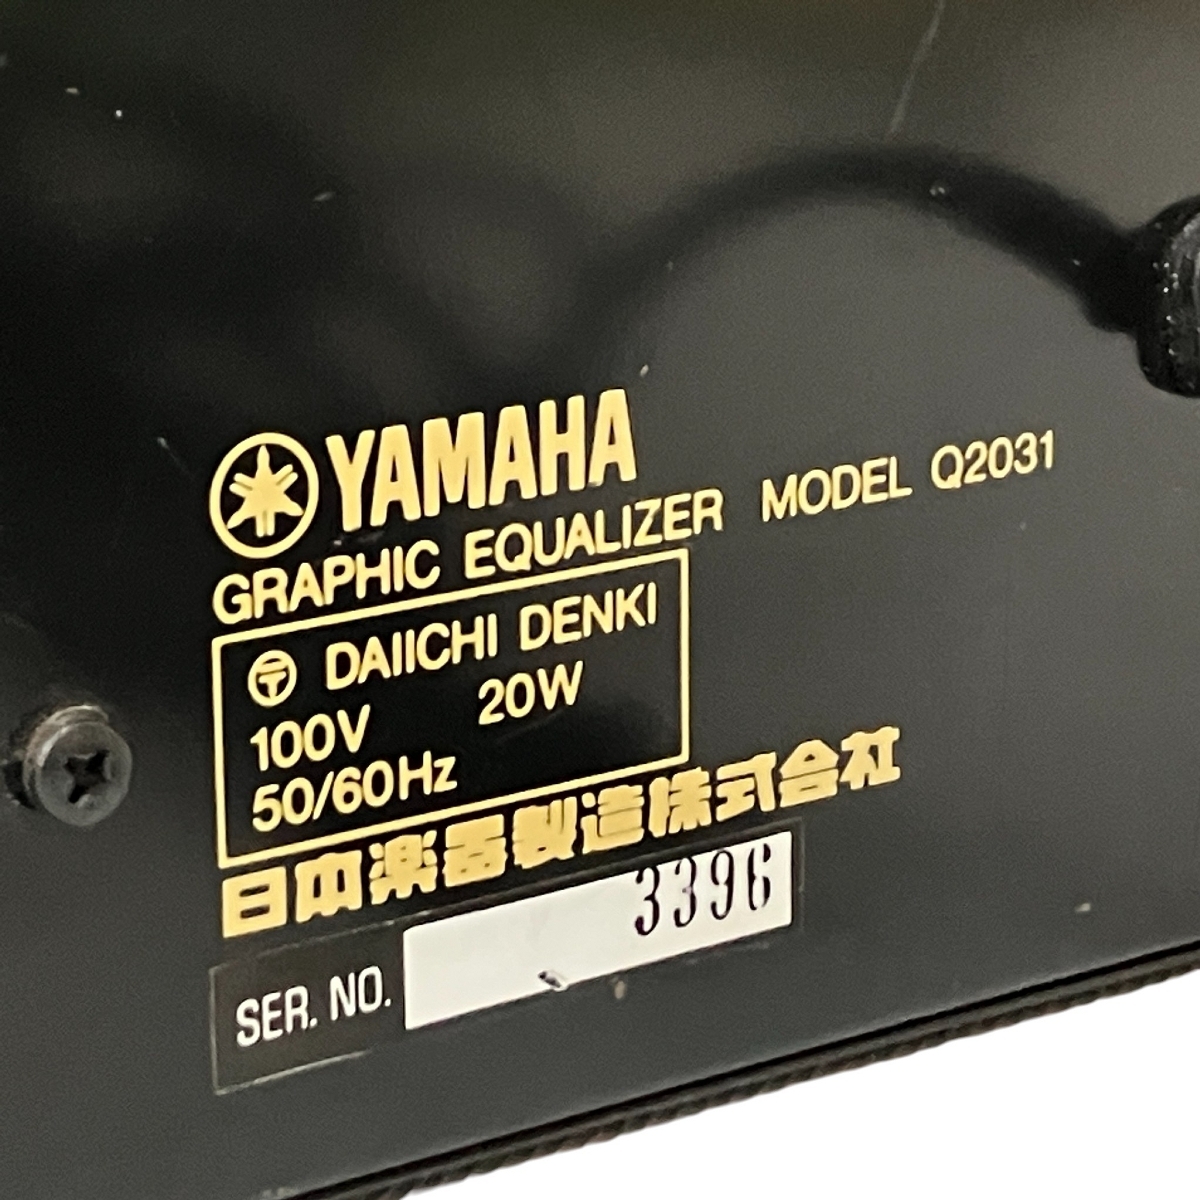 YAMAHA
GRAPHIC EQUALIZER MODEL Q2031
DAIICHI DENKI
100V 20W
50/60Hz
日本楽器製造株式会社
SER. NO. 3396